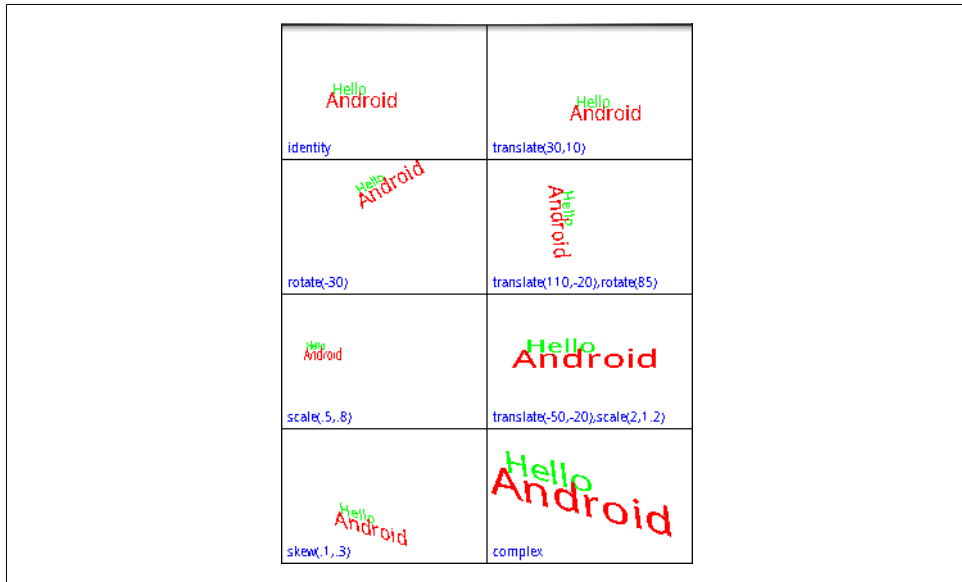 Hello
Android
identity
Hello
Android
translate(30,10)
Hello
Android
rotate(-30)
Hello
Android
translate(110,-20),rotate(85)
Hello
Android
scale(.5,.8)
Hello
Android
translate(-50,-20),scale(2,1.2)
Hello
Android
skew(.1,.3)
Hello
Android
complex